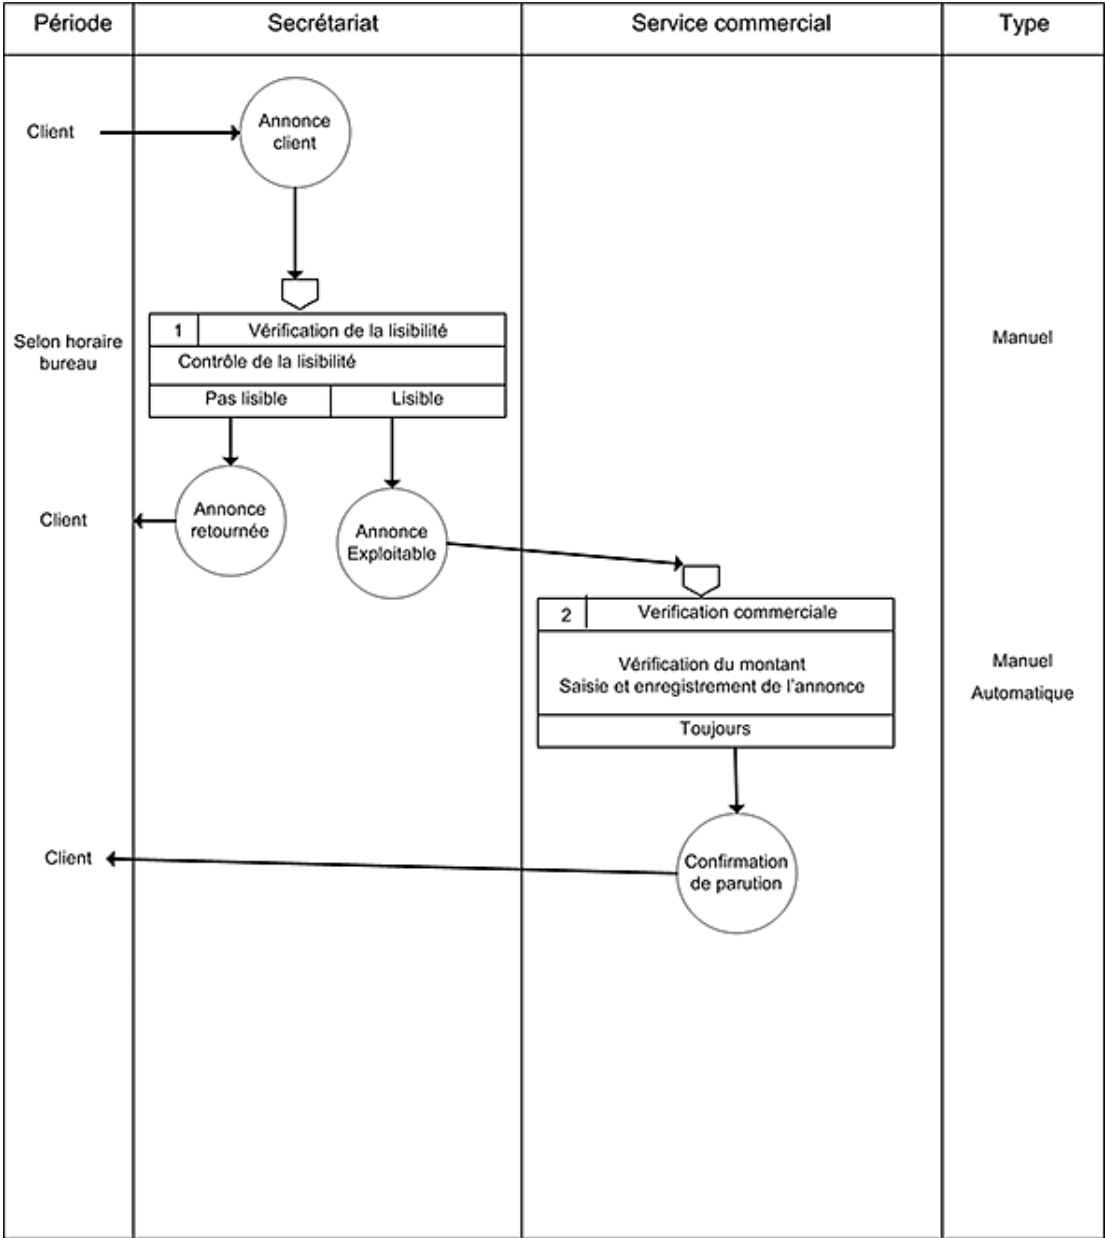 Période
Secrétariat
Service commercial
Type
Client
Annonce
client
Selon horaire
bureau
1
Vérification de la lisibilité
Contrôle de la lisibilité
Pas lisible
Lisible
Manuel
Client
Annonce
retournée
Annonce
Exploitable
2
Verification commerciale
Vérification du montant
Saisie et enregistrement de l'annonce
Toujours
Manuel
Automatique
Client
Confirmation
de parution